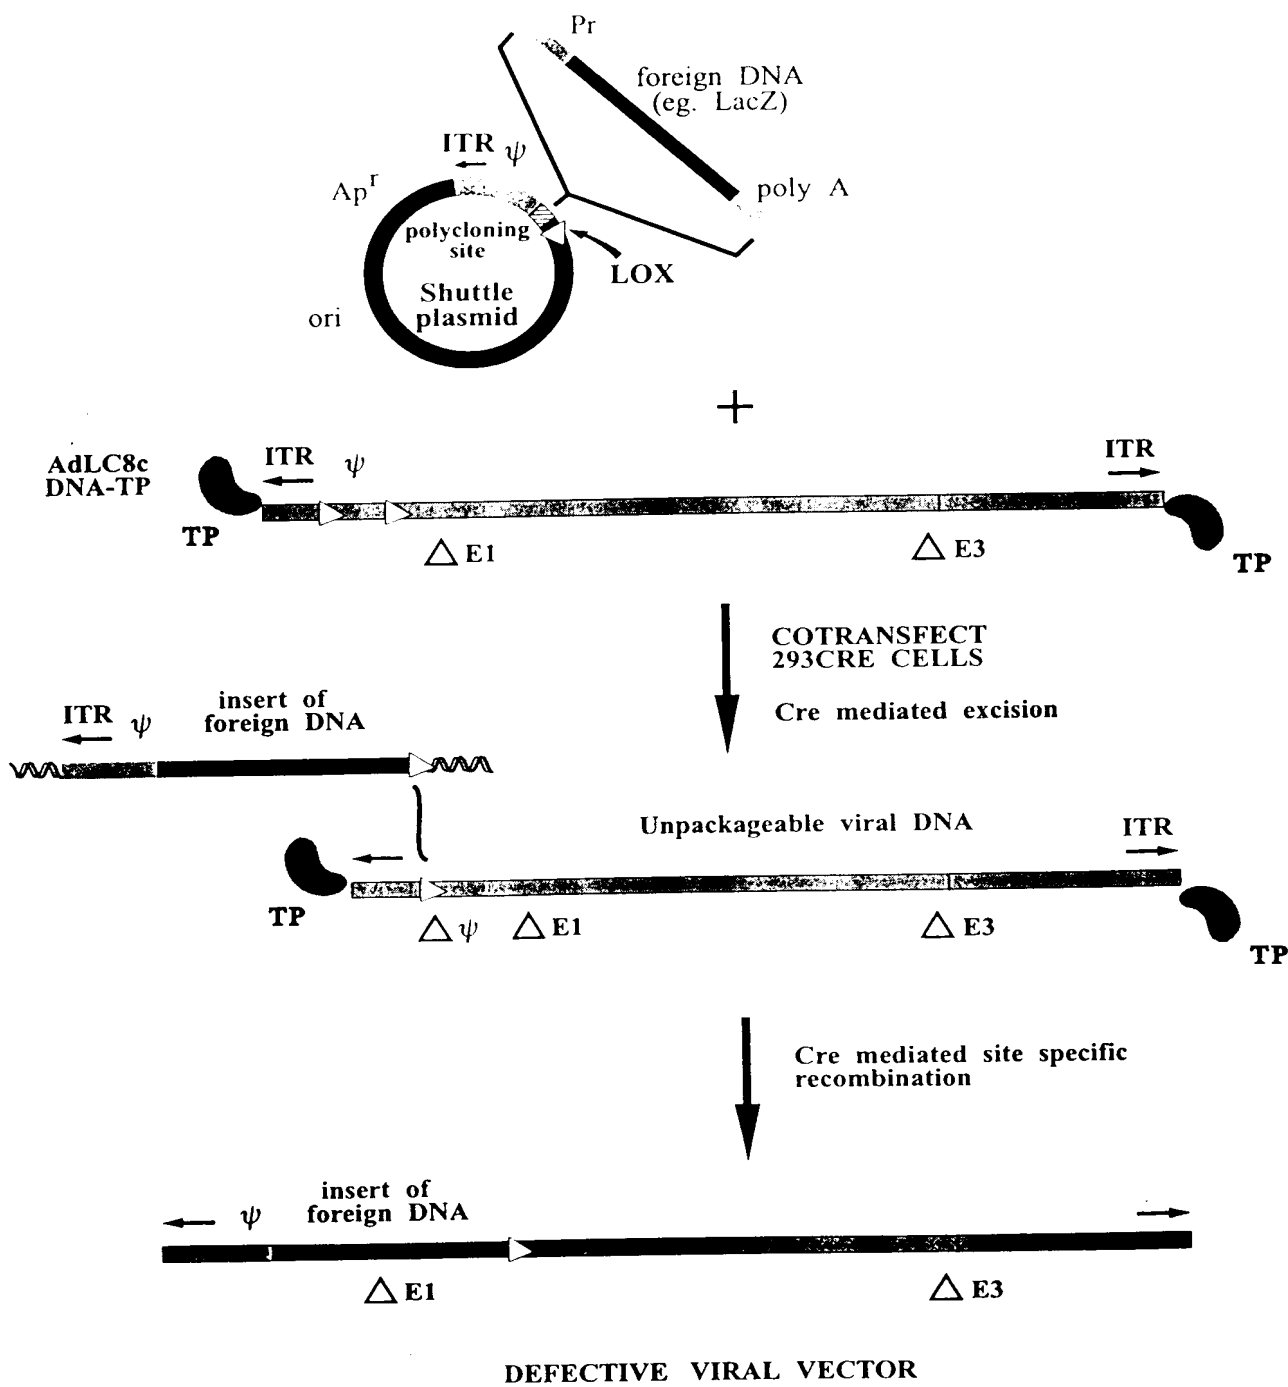 Pr
foreign DNA
(eg. LacZ)
ITR ψ
Apʳ
poly A
polycloning
site
LOX
Shuttle
plasmid
ori
+
AdLC8c
DNA-TP
ITR ψ
ITR
TP
△ E1
△ E3
TP
COTRANSFECT
293CRE CELLS
Cre mediated excision
insert of
foreign DNA
ITR ψ
Unpackageable viral DNA
ITR
TP
△ ψ △ E1
△ E3
TP
Cre mediated site specific
recombination
insert of
foreign DNA
ψ
△ E1
△ E3
DEFECTIVE VIRAL VECTOR